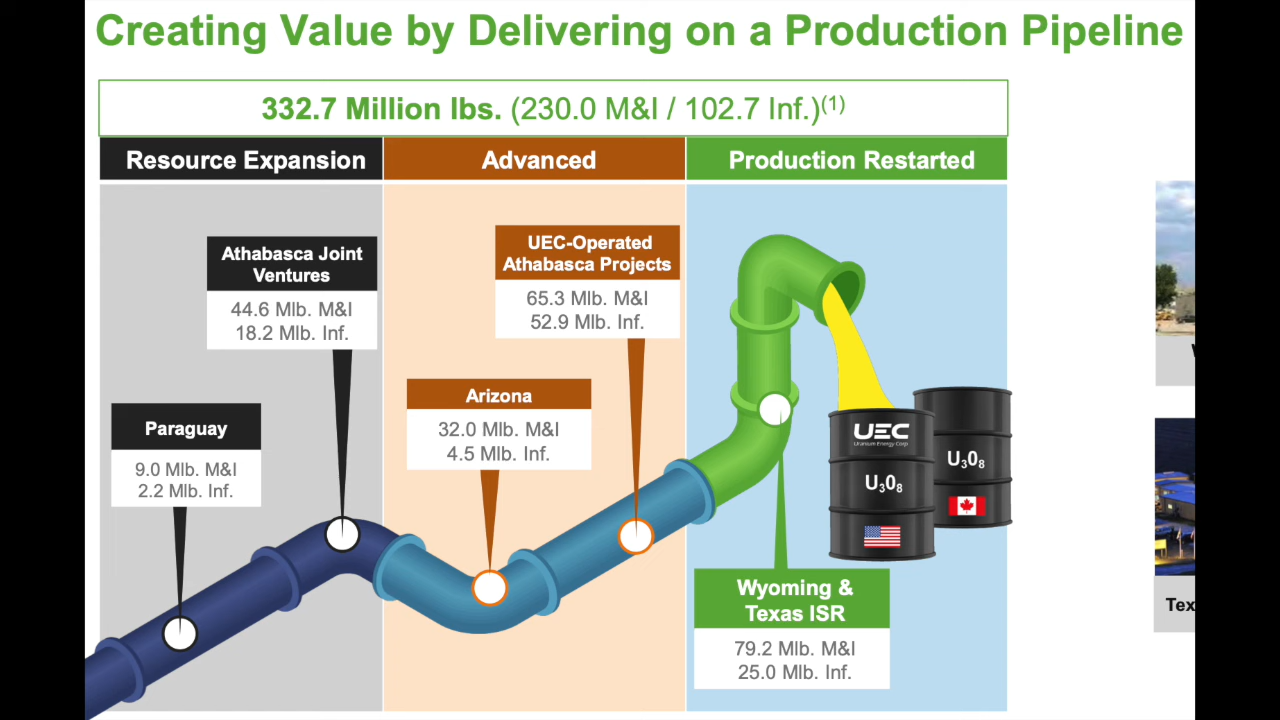 Creating Value by Delivering on a Production Pipeline
332.7 Million lbs. (230.0 M&I / 102.7 Inf.)(1)
Resource Expansion
Advanced
Production Restarted
Athabasca Joint
Ventures
44.6 Mlb. M&I
18.2 Mlb. Inf.
UEC-Operated
Athabasca Projects
65.3 Mlb. M&I
52.9 Mlb. Inf.
Paraguay
9.0 Mlb. M&I
2.2 Mlb. Inf.
Arizona
32.0 Mlb. M&I
4.5 Mlb. Inf.
UEC
Uranium Energy Corp
U3O8
U3O8
Wyoming &
Texas ISR
79.2 Mlb. M&I
25.0 Mlb. Inf.
Tex